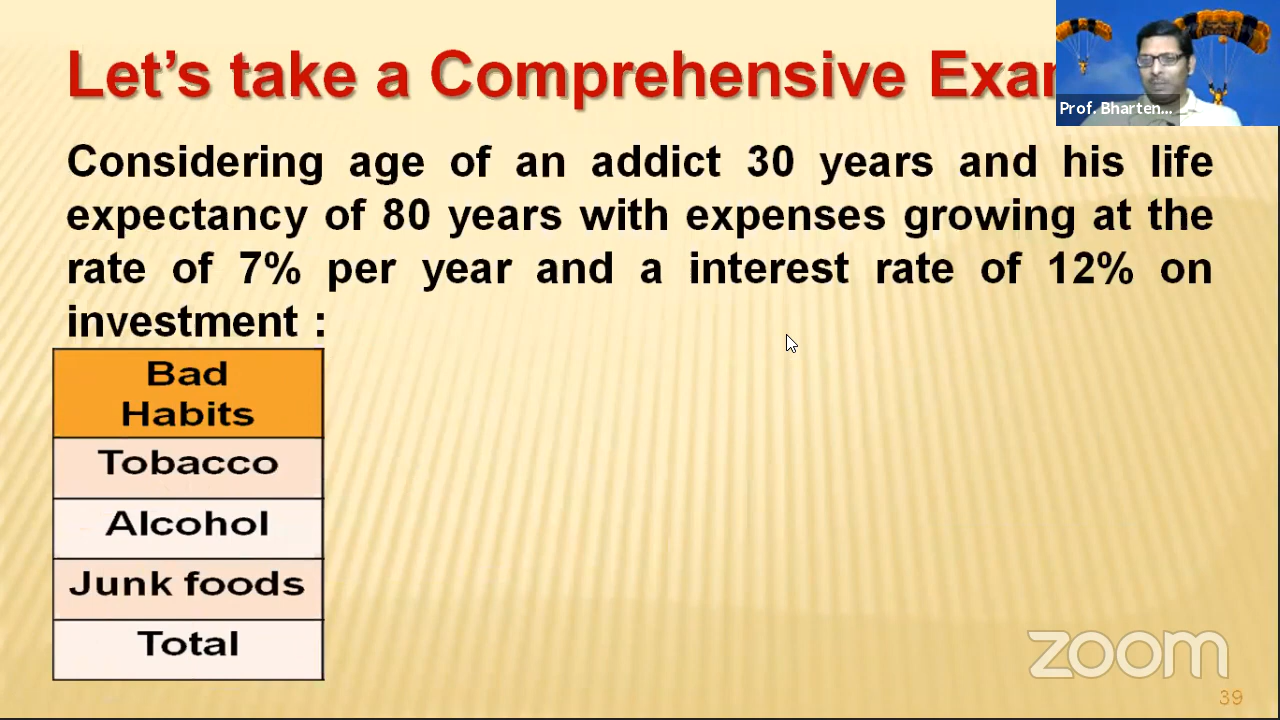 Let's take a Comprehensive Exam
Prof. Bharten...
Considering age of an addict 30 years and his life
expectancy of 80 years with expenses growing at the
rate of 7% per year and a interest rate of 12% on
investment :
Bad
Habits
Tobacco
Alcohol
Junk foods
Total
zoom
39